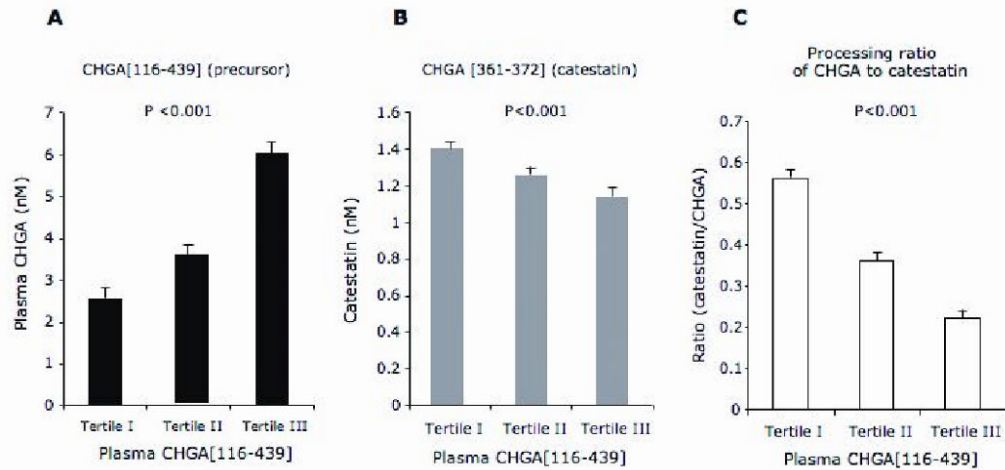 A
CHGA[116-439] (precursor)
P <0.001
Plasma CHGA (nM)
7
6
5
4
3
2
1
0
Tertile I Tertile II Tertile III
Plasma CHGA[116-439]
B
CHGA [361-372] (catestatin)
P<0.001
Catestatin (nM)
1.6
1.4
1.2
1
0.8
0.6
0.4
0.2
0
Tertile I Tertile II Tertile III
Plasma CHGA[116-439]
C
Processing ratio
of CHGA to catestatin
P<0.001
Ratio (catestatin/CHGA)
0.7
0.6
0.5
0.4
0.3
0.2
0.1
0
Tertile I Tertile II Tertile III
Plasma CHGA[116-439]